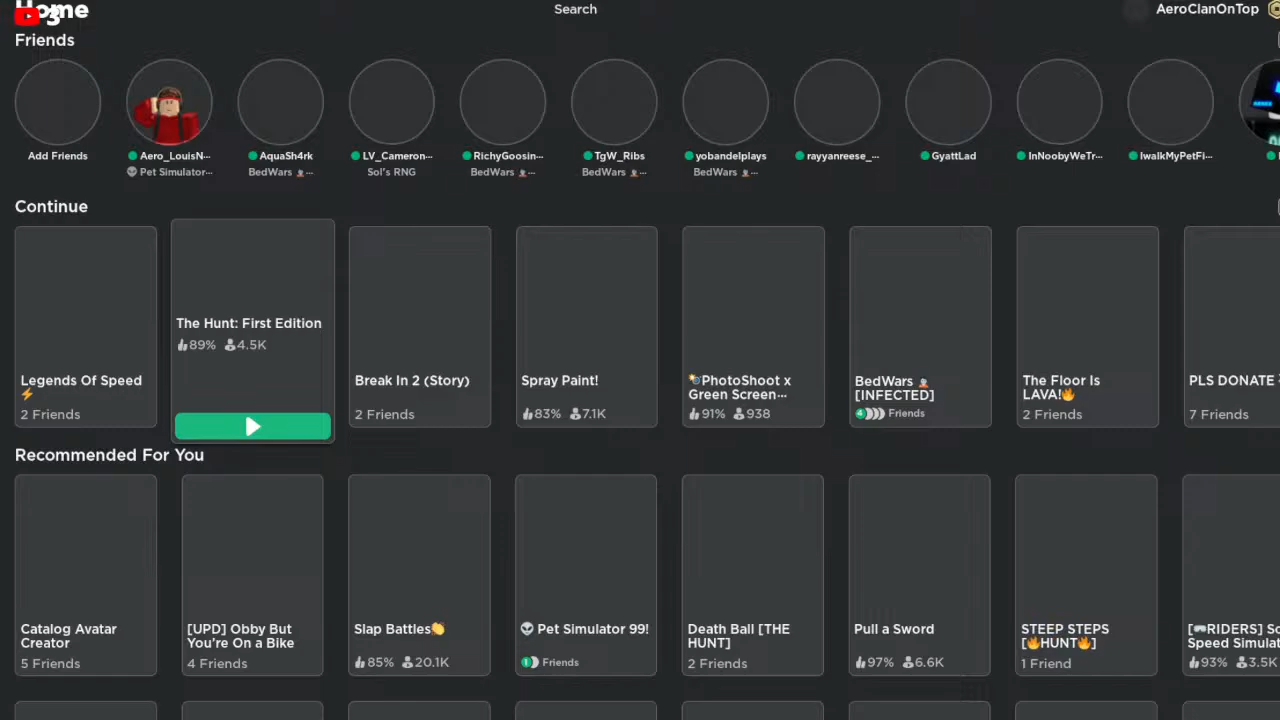 Home
3
Search
AeroClanOnTop
Friends
Add Friends
Aero_LouisN...
AquaSh4rk
LV_Cameron...
RichyGoosin...
TgW_Ribs
yobandelplays
rayyanreese_...
GyattLad
InNoobyWeTr...
IwalkMyPetFi...
👽 Pet Simulator...
BedWars 🧟...
Sol's RNG
BedWars 🧟...
BedWars 🧟...
BedWars 🧟...
Continue
Legends Of Speed
⚡
2 Friends
The Hunt: First Edition
89% 4.5K
Break In 2 (Story)
2 Friends
Spray Paint!
83% 7.1K
💣PhotoShoot x
Green Screen...
91% 938
BedWars 🧟
[INFECTED]
4 Friends
The Floor Is
LAVA!🔥
2 Friends
PLS DONATE
7 Friends
Recommended For You
Catalog Avatar
Creator
5 Friends
[UPD] Obby But
You're On a Bike
4 Friends
Slap Battles👏
85% 20.1K
👽 Pet Simulator 99!
1 Friends
Death Ball [THE
HUNT]
2 Friends
Pull a Sword
97% 6.6K
STEEP STEPS
[🔥HUNT🔥]
1 Friend
[🥽RIDERS]
Speed
93% 3.5K